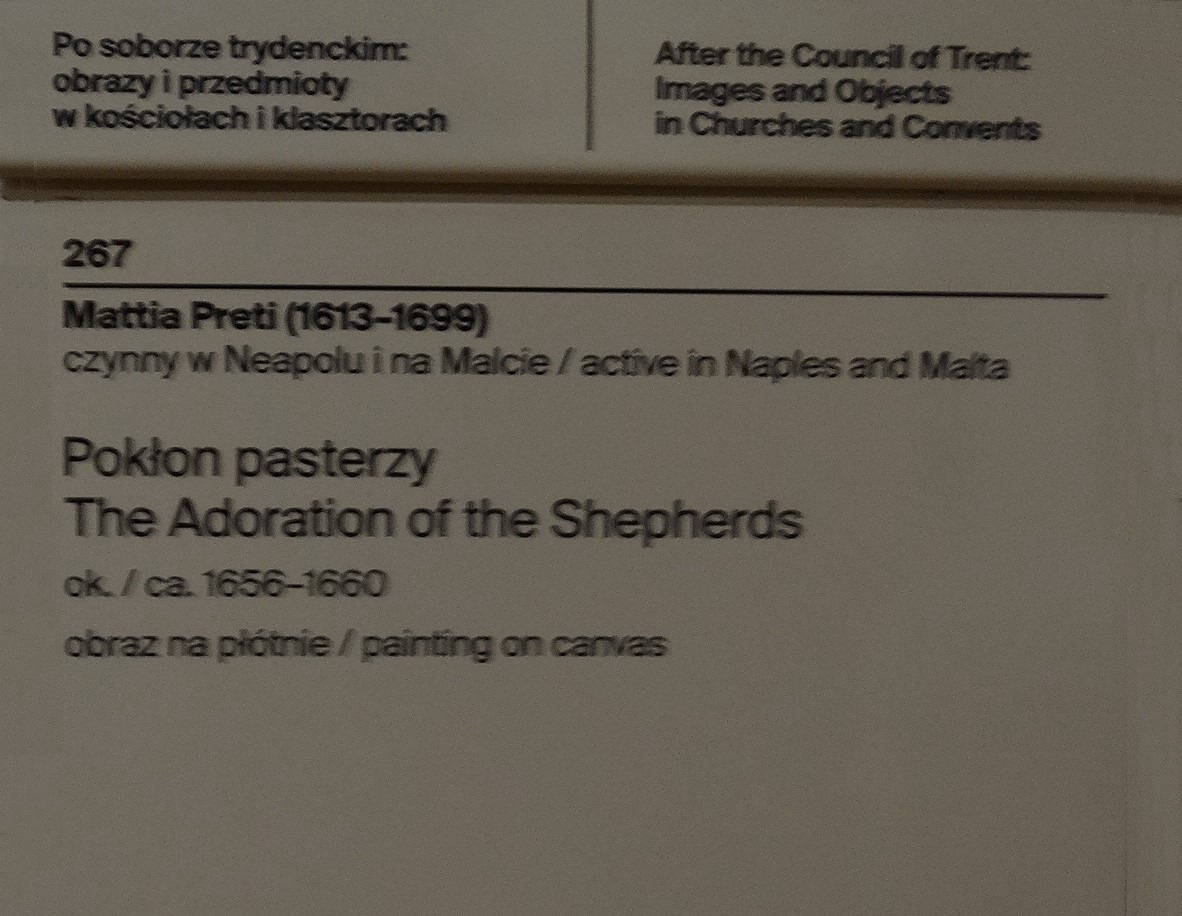 Po soborze trydenckim:
obrazy i przedmioty
w kościołach i klasztorach
After the Council of Trent:
Images and Objects
in Churches and Convents
267
Mattia Preti (1613–1699)
czynny w Neapolu i na Malcie / active in Naples and Malta
Pokłon pasterzy
The Adoration of the Shepherds
ok. / ca. 1656–1660
obraz na płótnie / painting on canvas